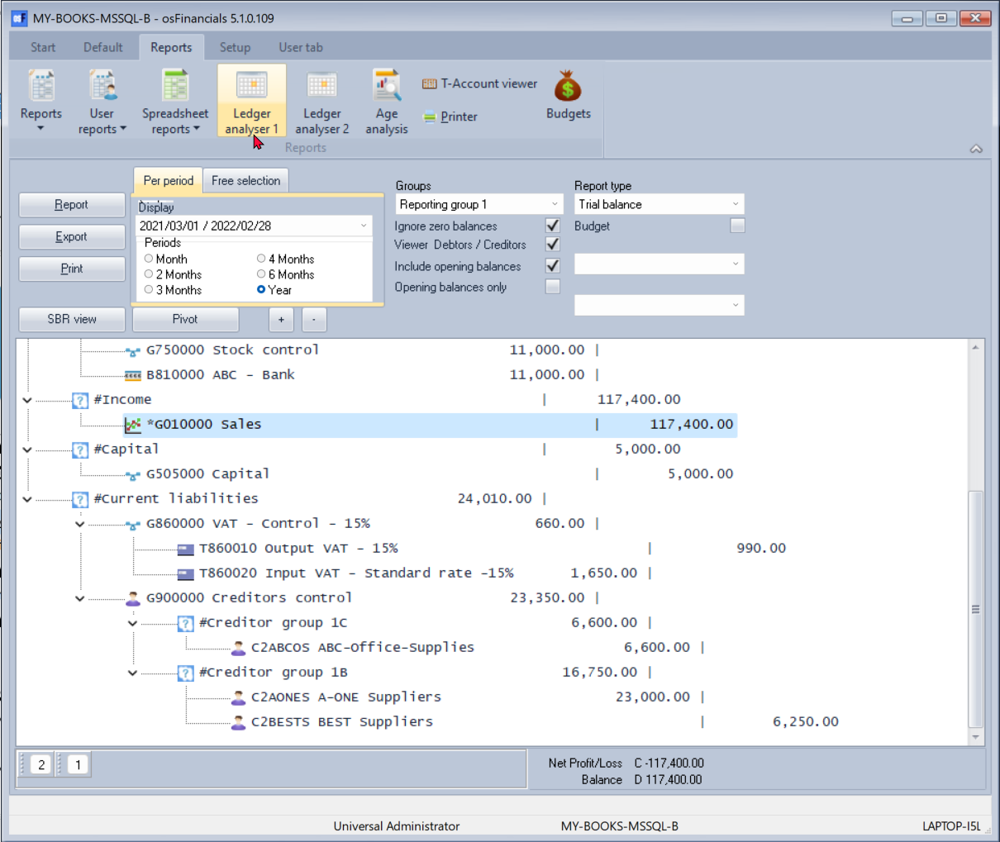 MY-BOOKS-MSSQL-B - osFinancials 5.1.0.109
Start Default Reports Setup User tab
Reports
User reports
Spreadsheet reports
Ledger analyser 1
Ledger analyser 2
Age analysis
T-Account viewer
Printer
Budgets
Reports
Per period Free selection
Report
Export
Print
SBR view
Display
2021/03/01 / 2022/02/28
Periods
Month 4 Months
2 Months 6 Months
3 Months Year
Pivot + -
Groups
Reporting group 1
Ignore zero balances
Viewer Debtors / Creditors
Include opening balances
Opening balances only
Report type
Trial balance
Budget
G750000 Stock control 11,000.00 |
B810000 ABC - Bank 11,000.00 |
#Income | 117,400.00
*G010000 Sales | 117,400.00
#Capital | 5,000.00
G505000 Capital | 5,000.00
#Current liabilities 24,010.00 |
G860000 VAT - Control - 15% 660.00 |
T860010 Output VAT - 15% | 990.00
T860020 Input VAT - Standard rate -15% 1,650.00 |
G900000 Creditors control 23,350.00 |
#Creditor group 1C 6,600.00 |
C2ABCOS ABC-Office-Supplies 6,600.00 |
#Creditor group 1B 16,750.00 |
C2AONES A-ONE Suppliers 23,000.00 |
C2BESTS BEST Suppliers | 6,250.00
2 1
Net Profit/Loss C -117,400.00
Balance D 117,400.00
Universal Administrator MY-BOOKS-MSSQL-B LAPTOP-I5L